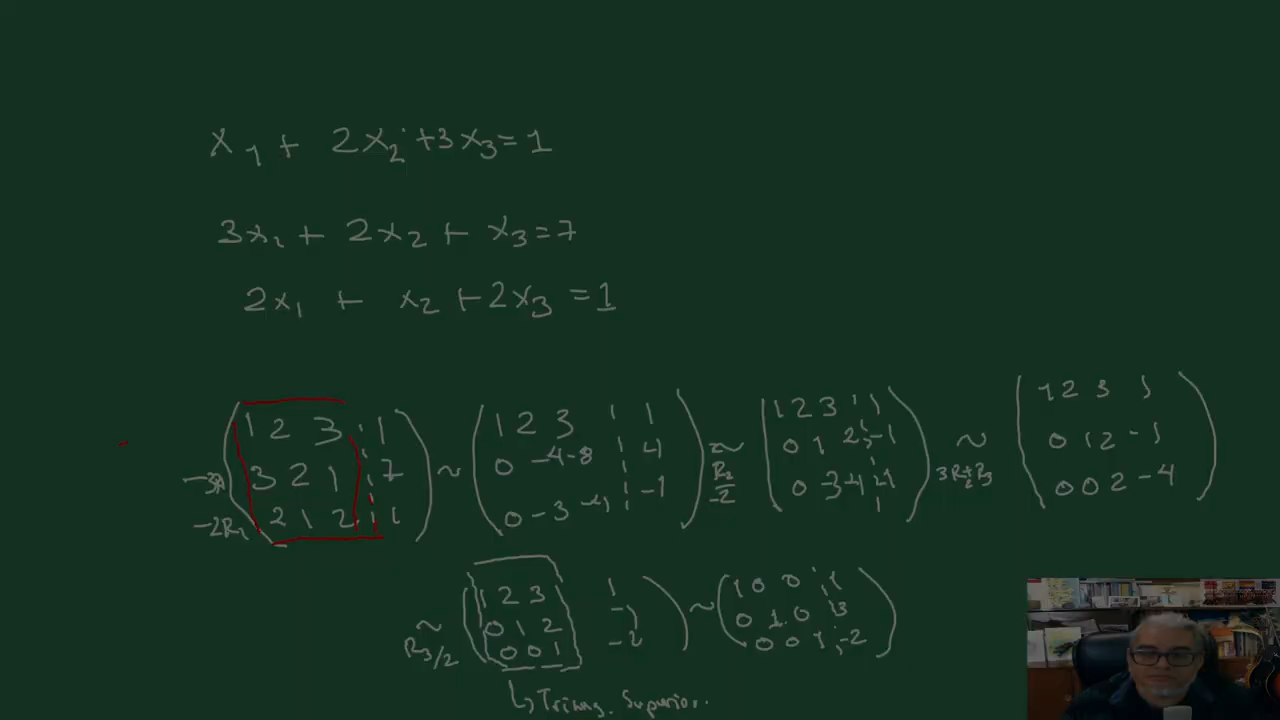 x1 + 2x2 + 3x3 = 1
3x1 + 2x2 + x3 = 7
2x1 + x2 + 2x3 = 1
1 2 3 ¦ 1
-3R1 3 2 1 ¦ 7
-2R1 2 1 2 ¦ 1
~
1 2 3 ¦ 1
0 -4 -8 ¦ 4
0 -3 -4 ¦ -1
~ R2/-2
1 2 3 ¦ 1
0 1 2 ¦ -1
0 -3 -4 ¦ -1
~ 3R2+R3
1 2 3 1
0 1 2 -1
0 0 2 -4
~ R3/2
1 2 3 1
0 1 2 -1
0 0 1 -2
~
1 0 0 ¦ 1
0 1 0 ¦ 3
0 0 1 ¦ -2
↳ Triang. Superior.